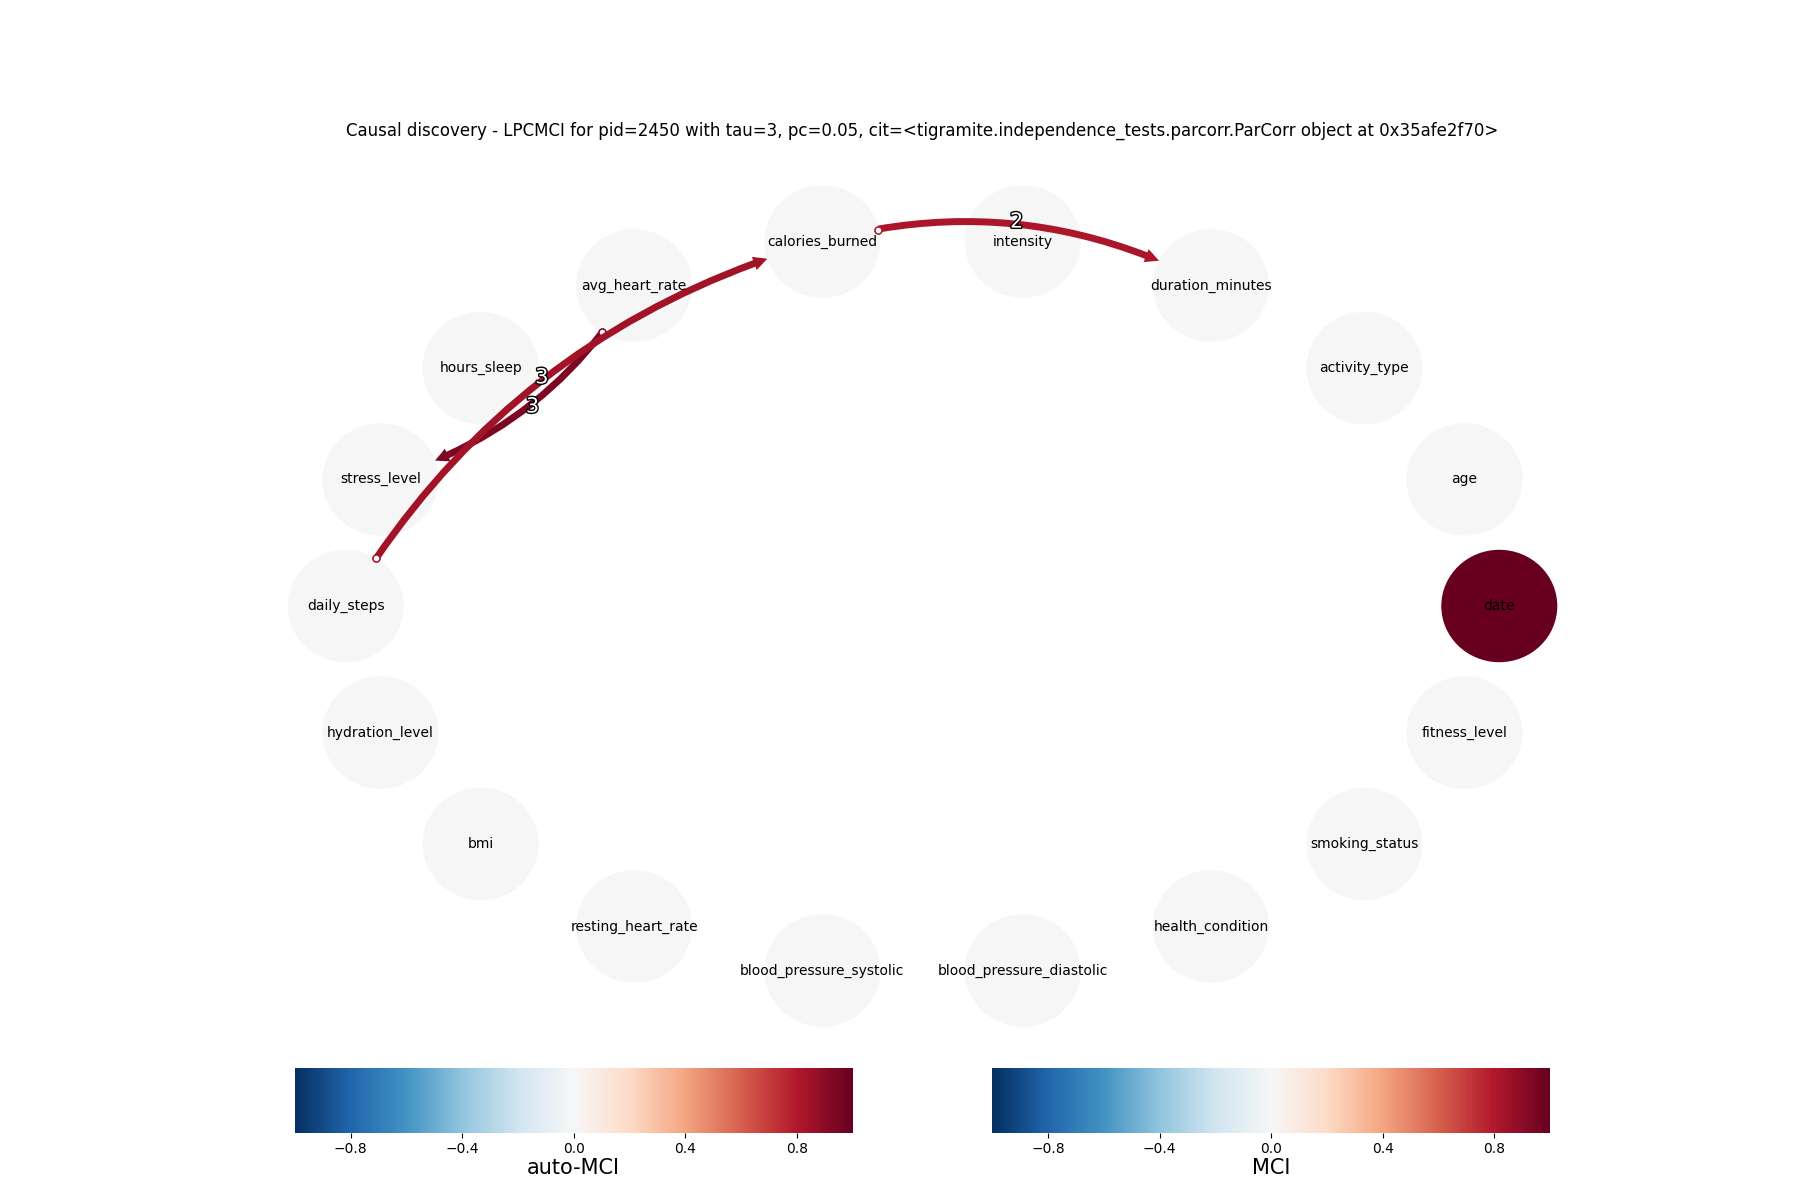 Causal discovery - LPCMCI for pid=2450 with tau=3, pc=0.05, cit=<tigramite.independence_tests.parcorr.ParCorr object at 0x35afe2f70>
2
calories_burned
intensity
avg_heart_rate
duration_minutes
hours_sleep
3
activity_type
3
stress_level
age
daily_steps
date
hydration_level
fitness_level
bmi
smoking_status
resting_heart_rate
health_condition
blood_pressure_systolic
blood_pressure_diastolic
−0.8 −0.4 0.0 0.4 0.8
auto-MCI
−0.8 −0.4 0.0 0.4 0.8
MCI